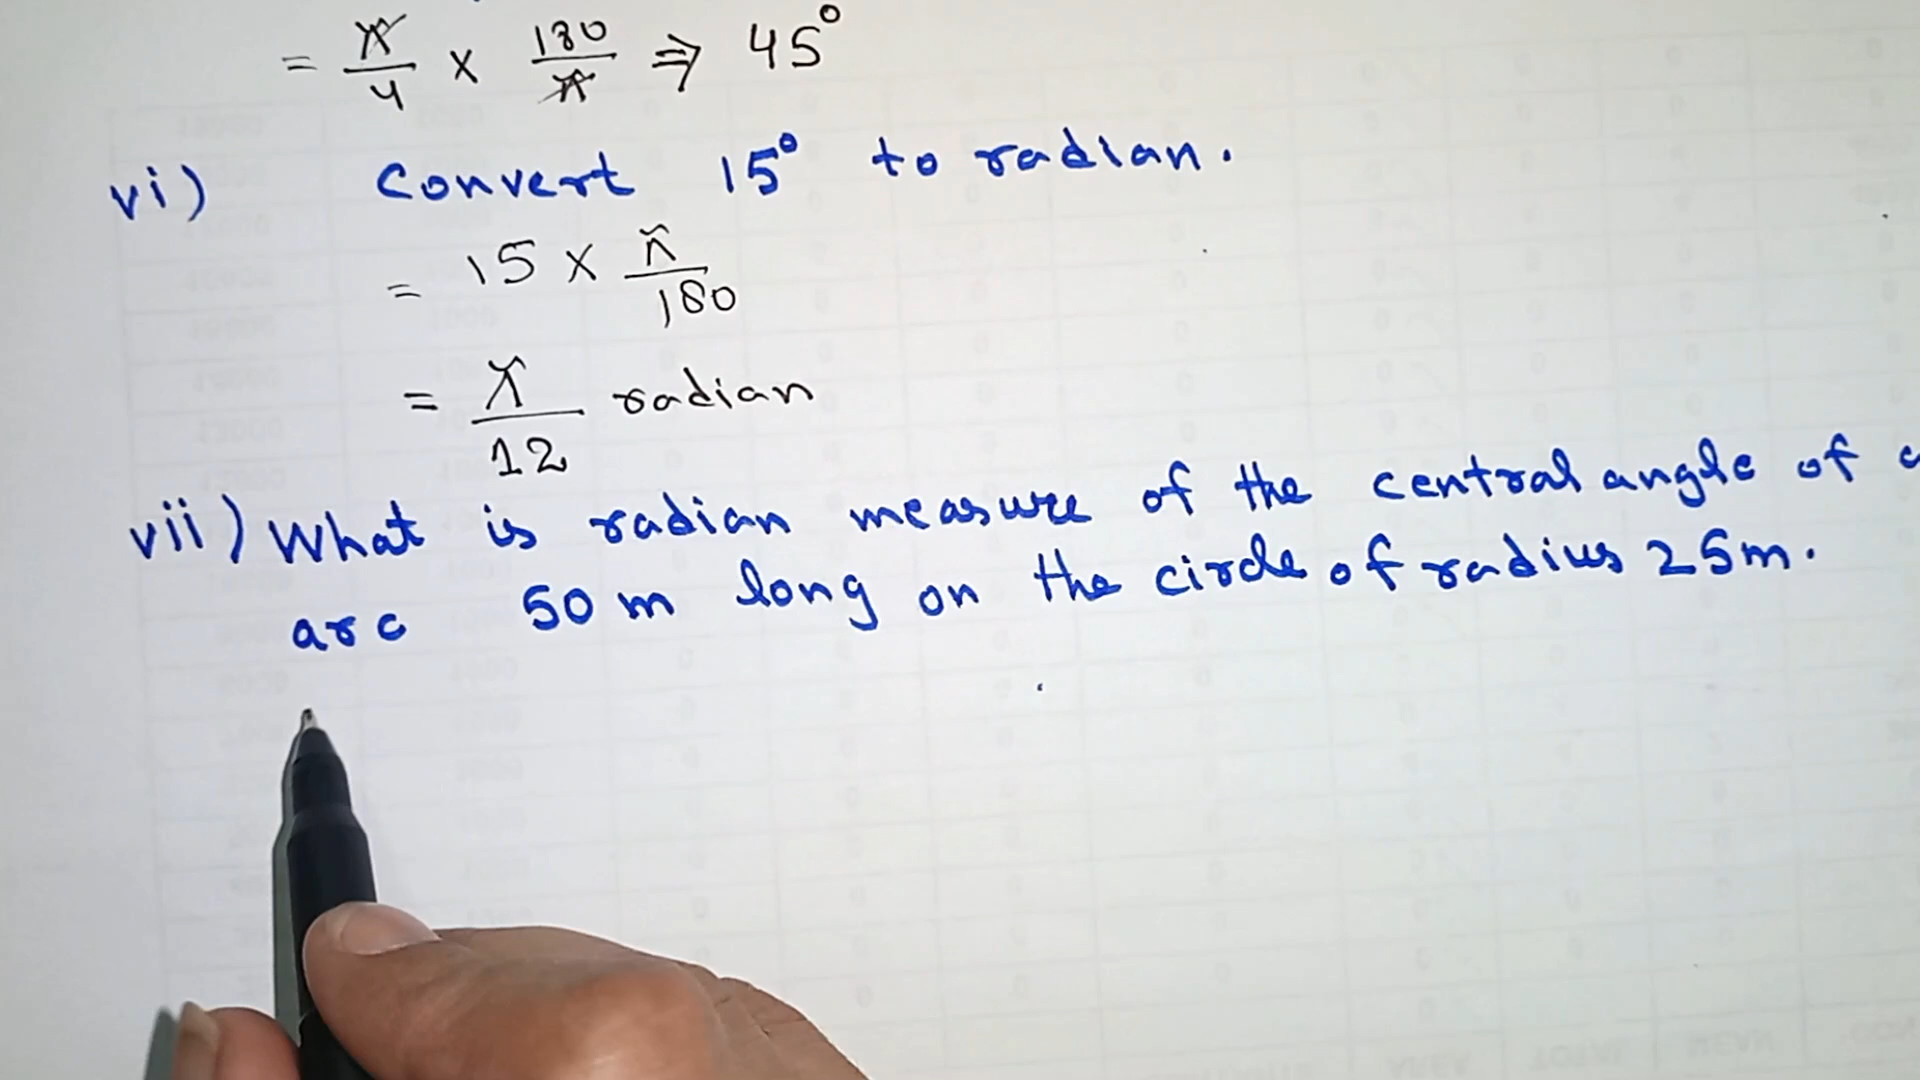 = π/4 × 180/π ⇒ 45°
vi) Convert 15° to radian.
= 15 × π/180
= π/12 radian
vii) What is radian measure of the central angle of a
arc 50 m long on the circle of radius 25m.